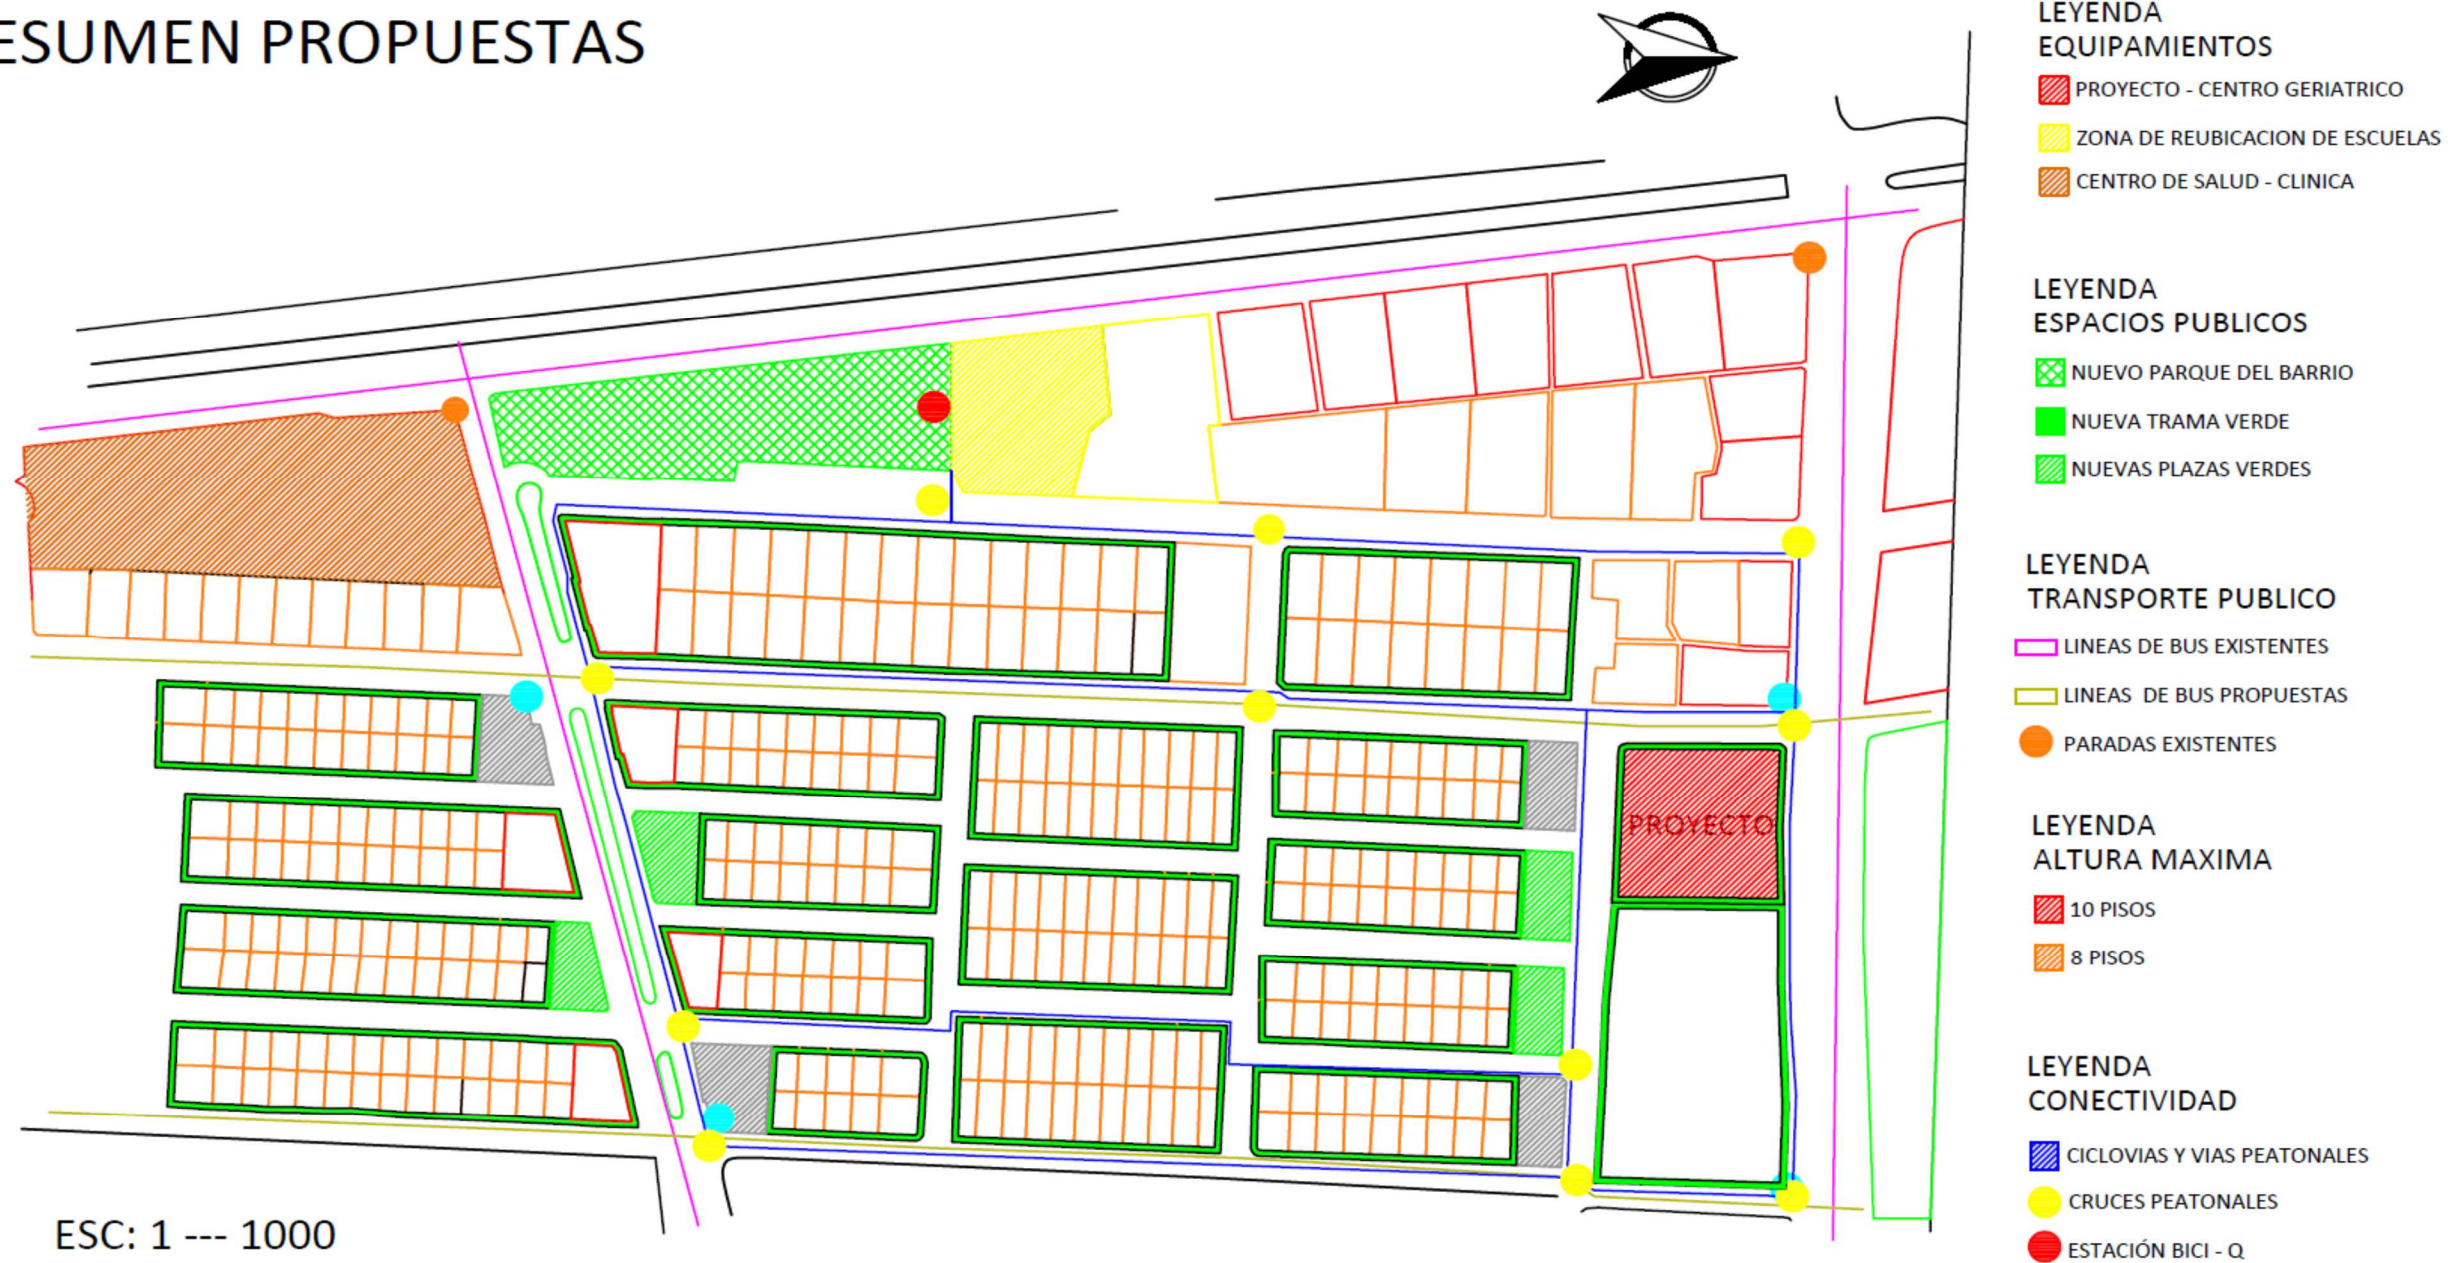 ESUMEN PROPUESTAS
PROYECTO
ESC: 1 --- 1000
LEYENDA
EQUIPAMIENTOS
PROYECTO - CENTRO GERIATRICO
ZONA DE REUBICACION DE ESCUELAS
CENTRO DE SALUD - CLINICA
LEYENDA
ESPACIOS PUBLICOS
NUEVO PARQUE DEL BARRIO
NUEVA TRAMA VERDE
NUEVAS PLAZAS VERDES
LEYENDA
TRANSPORTE PUBLICO
LINEAS DE BUS EXISTENTES
LINEAS DE BUS PROPUESTAS
PARADAS EXISTENTES
LEYENDA
ALTURA MAXIMA
10 PISOS
8 PISOS
LEYENDA
CONECTIVIDAD
CICLOVIAS Y VIAS PEATONALES
CRUCES PEATONALES
ESTACIÓN BICI - Q